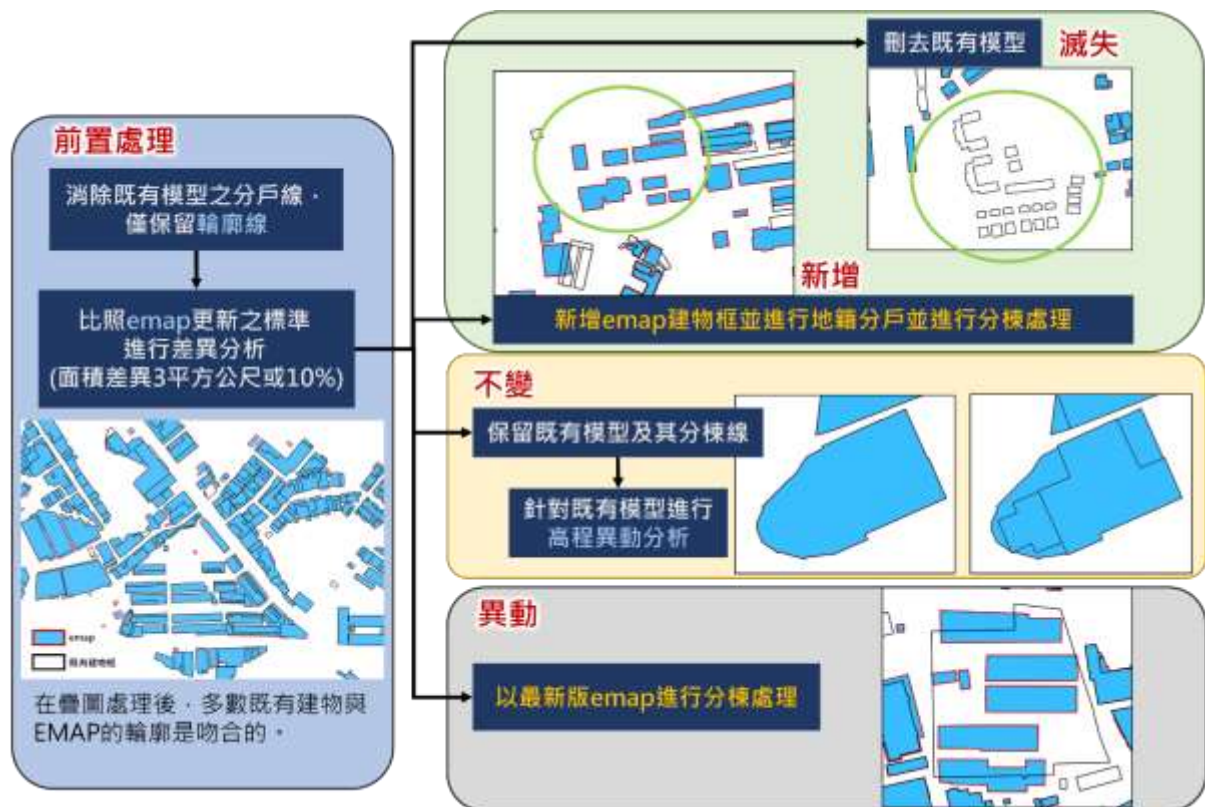 前置處理
消除既有模型之分戶線，
僅保留輪廓線
比照emap更新之標準
進行差異分析
(面積差異3平方公尺或10%)
emap
既有建物框
在疊圖處理後，多數既有建物與
EMAP的輪廓是吻合的。
刪去既有模型
滅失
新增
新增emap建物框並進行地籍分戶並進行分棟處理
不變
保留既有模型及其分棟線
針對既有模型進行
高程異動分析
異動
以最新版emap進行分棟處理